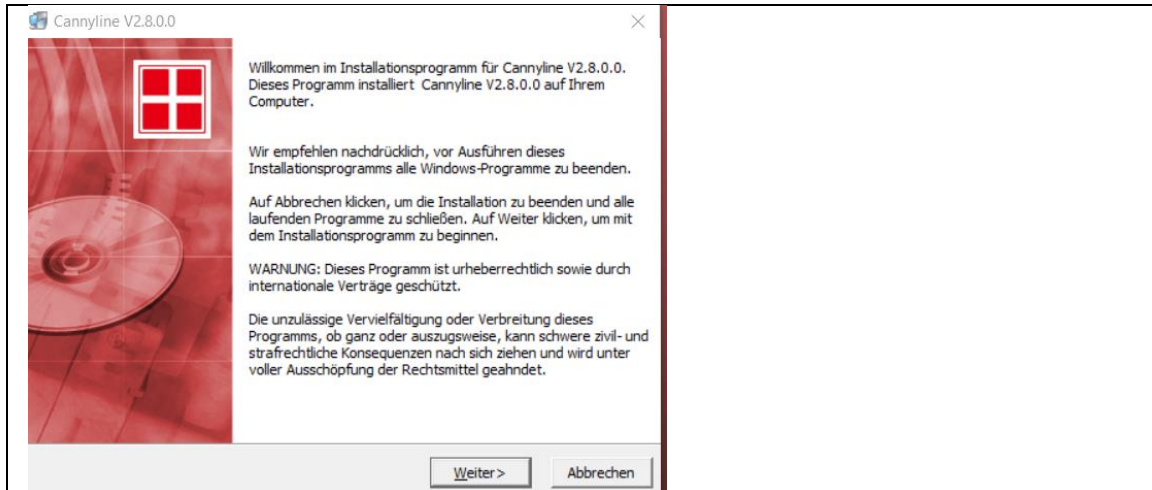 Cannyline V2.8.0.0
Willkommen im Installationsprogramm für Cannyline V2.8.0.0.
Dieses Programm installiert Cannyline V2.8.0.0 auf Ihrem
Computer.
Wir empfehlen nachdrücklich, vor Ausführen dieses
Installationsprogramms alle Windows-Programme zu beenden.
Auf Abbrechen klicken, um die Installation zu beenden und alle
laufenden Programme zu schließen. Auf Weiter klicken, um mit
dem Installationsprogramm zu beginnen.
WARNUNG: Dieses Programm ist urheberrechtlich sowie durch
internationale Verträge geschützt.
Die unzulässige Vervielfältigung oder Verbreitung dieses
Programms, ob ganz oder auszugsweise, kann schwere zivil- und
strafrechtliche Konsequenzen nach sich ziehen und wird unter
voller Ausschöpfung der Rechtsmittel geahndet.
Weiter>
Abbrechen